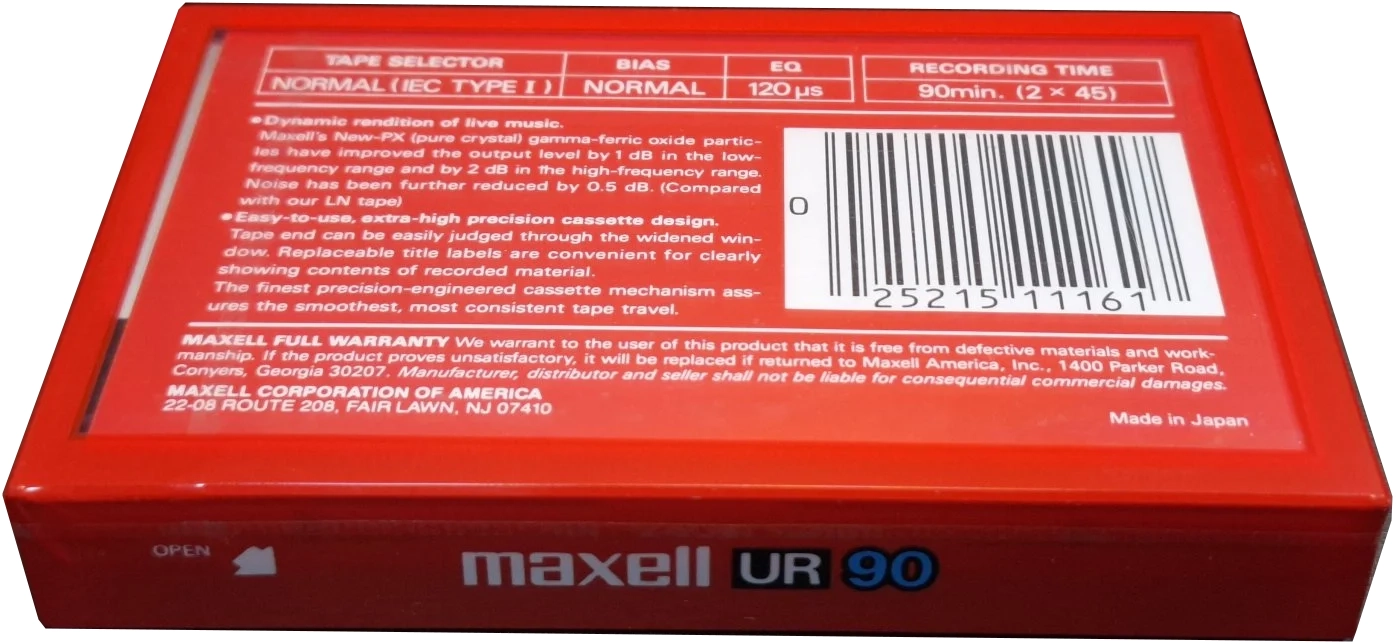 TAPE SELECTOR BIAS EQ RECORDING TIME
NORMAL (IEC TYPE I) NORMAL 120 µs 90min. (2 × 45)
•Dynamic rendition of live music.
Maxell's New-PX (pure crystal) gamma-ferric oxide partic-
les have improved the output level by 1 dB in the low-
frequency range and by 2 dB in the high-frequency range.
Noise has been further reduced by 0.5 dB. (Compared
with our LN tape)
•Easy-to-use, extra-high precision cassette design.
Tape end can be easily judged through the widened win-
dow. Replaceable title labels are convenient for clearly
showing contents of recorded material.
The finest precision-engineered cassette mechanism ass-
ures the smoothest, most consistent tape travel.
0
25215 11161
MAXELL FULL WARRANTY We warrant to the user of this product that it is free from defective materials and work-
manship. If the product proves unsatisfactory, it will be replaced if returned to Maxell America, Inc., 1400 Parker Road,
Conyers, Georgia 30207. Manufacturer, distributor and seller shall not be liable for consequential commercial damages.
MAXELL CORPORATION OF AMERICA
22-08 ROUTE 208, FAIR LAWN, NJ 07410
Made in Japan
OPEN
maxell UR 90